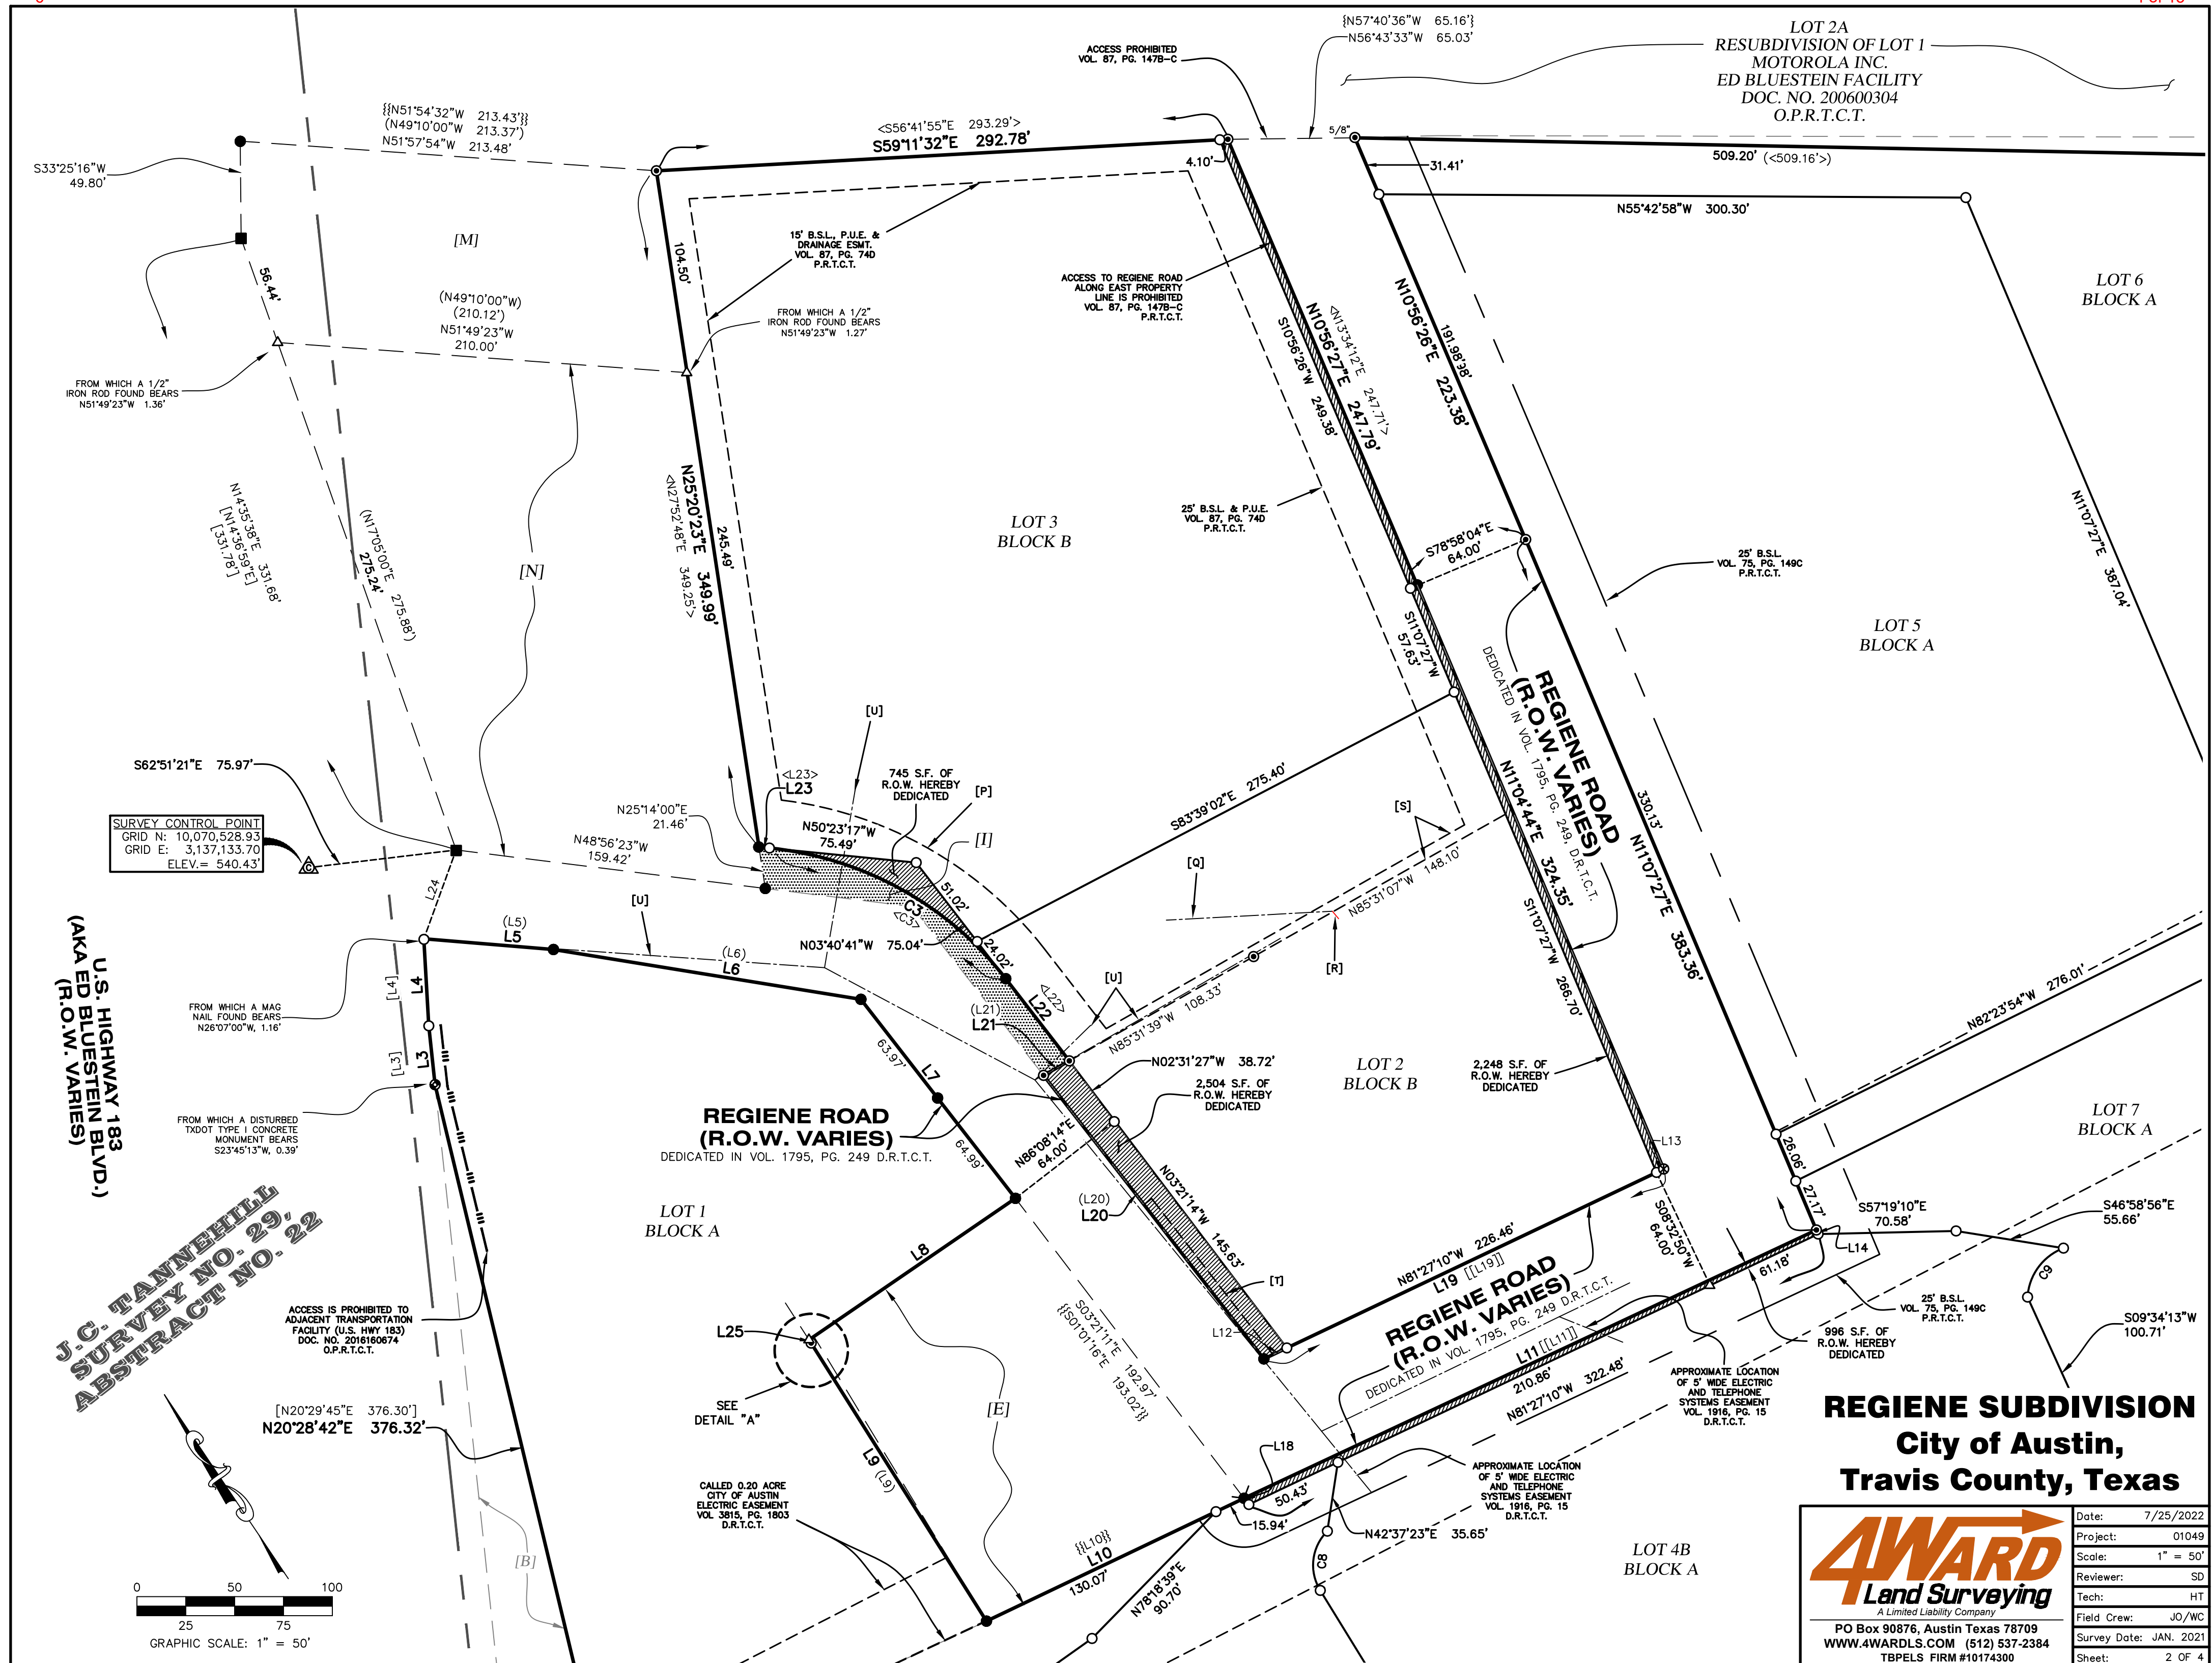 {N57°40'36"W 65.16'}
N56°43'33"W 65.03'
LOT 2A
RESUBDIVISION OF LOT 1
MOTOROLA INC.
ED BLUESTEIN FACILITY
DOC. NO. 200600304
O.P.R.T.C.T.
ACCESS PROHIBITED
VOL. 87, PG. 147B-C
{{N51°54'32"W 213.43'}}
(N49°10'00"W 213.37')
N51°57'54"W 213.48'
<S56°41'55"E 293.29'>
S59°11'32"E 292.78'
5/8"
4.10'
31.41'
509.20' (<509.16'>)
S33°25'16"W
49.80'
N55°42'58"W 300.30'
[M]
15' B.S.L., P.U.E. &
DRAINAGE ESMT.
VOL. 87, PG. 74D
P.R.T.C.T.
104.50'
56.44'
ACCESS TO REGIENE ROAD
ALONG EAST PROPERTY
LINE IS PROHIBITED
VOL. 87, PG. 147B-C
P.R.T.C.T.
LOT 6
BLOCK A
(N49°10'00"W)
(210.12')
N51°49'23"W
210.00'
FROM WHICH A 1/2"
IRON ROD FOUND BEARS
N51°49'23"W 1.27'
<N13°34'12"E 247.71'>
N10°56'27"E 247.79'
S10°56'26"W 249.38'
191.98'98'
N10°56'26"E 223.38'
FROM WHICH A 1/2"
IRON ROD FOUND BEARS
N51°49'23"W 1.36'
N14°35'38"E 331.68'
[N14°36'59"E]
[331.78']
(N17°05'00"E 275.88')
275.24'
[N]
245.49'
N25°20'23"E 349.99'
<N27°52'48"E 349.25'>
LOT 3
BLOCK B
25' B.S.L. & P.U.E.
VOL. 87, PG. 74D
P.R.T.C.T.
S78°58'04"E
64.00'
25' B.S.L.
VOL. 75, PG. 149C
P.R.T.C.T.
N11°07'27"E 387.04'
LOT 5
BLOCK A
S11°07'27"W
57.63'
REGIENE ROAD
(R.O.W. VARIES)
DEDICATED IN VOL. 1795, PG. 249, D.R.T.C.T.
[U]
S62°51'21"E 75.97'
SURVEY CONTROL POINT
GRID N: 10,070,528.93
GRID E: 3,137,133.70
ELEV.= 540.43'
C
<L23>
L23
745 S.F. OF
R.O.W. HEREBY
DEDICATED
[P]
N25°14'00"E
21.46'
N50°23'17"W
75.49'
[I]
N48°56'23"W
159.42'
S83°39'02"E 275.40'
[S]
N11°04'44"E 324.35'
330.13'
N11°07'27"E 383.36'
S11°07'27"W 266.70'
[Q]
N85°31'07"W 148.10'
[R]
L24
[U]
51.02'
C3
<C3>
24.02'
N03°40'41"W 75.04'
(L5)
L5
(L6)
L6
[L4]
L4
[L3]
L3
U.S. HIGHWAY 183
(AKA ED BLUESTEIN BLVD.)
(R.O.W. VARIES)
FROM WHICH A MAG
NAIL FOUND BEARS
N26°07'00"W, 1.16'
FROM WHICH A DISTURBED
TXDOT TYPE I CONCRETE
MONUMENT BEARS
S23°45'13"W, 0.39'
(L21)
L21
<L22>
L22
[U]
N85°31'39"W 108.33'
N82°23'54"W 276.01'
63.97'
L7
64.99'
N02°31'27"W 38.72'
2,504 S.F. OF
R.O.W. HEREBY
DEDICATED
LOT 2
BLOCK B
2,248 S.F. OF
R.O.W. HEREBY
DEDICATED
REGIENE ROAD
(R.O.W. VARIES)
DEDICATED IN VOL. 1795, PG. 249 D.R.T.C.T.
N86°08'14"E
64.00'
L13
LOT 7
BLOCK A
26.06'
27.17'
(L20)
L20
N03°21'14"W 145.63'
S08°32'50"W
64.00'
S57°19'10"E
70.58'
S46°58'56"E
55.66'
L14
C9
J.C. TANNEHILL
SURVEY NO. 29,
ABSTRACT NO. 22
LOT 1
BLOCK A
L8
[T]
N81°27'10"W 226.46'
L19 [[L19]]
REGIENE ROAD
(R.O.W. VARIES)
DEDICATED IN VOL. 1795, PG. 249 D.R.T.C.T.
61.18'
25' B.S.L.
VOL. 75, PG. 149C
P.R.T.C.T.
996 S.F. OF
R.O.W. HEREBY
DEDICATED
S09°34'13"W
100.71'
ACCESS IS PROHIBITED TO
ADJACENT TRANSPORTATION
FACILITY (U.S. HWY 183)
DOC. NO. 2016160674
O.P.R.T.C.T.
L25
SEE
DETAIL "A"
S03°21'11"E 192.97'
{{S01°01'16"E 193.02'}}
L12
L11 [[L11]]
210.86'
N81°27'10"W 322.48'
APPROXIMATE LOCATION
OF 5' WIDE ELECTRIC
AND TELEPHONE
SYSTEMS EASEMENT
VOL. 1916, PG. 15
D.R.T.C.T.
[N20°29'45"E 376.30']
N20°28'42"E 376.32'
[E]
L9 (L9)
CALLED 0.20 ACRE
CITY OF AUSTIN
ELECTRIC EASEMENT
VOL 3815, PG. 1803
D.R.T.C.T.
L18
50.43'
15.94'
APPROXIMATE LOCATION
OF 5' WIDE ELECTRIC
AND TELEPHONE
SYSTEMS EASEMENT
VOL. 1916, PG. 15
D.R.T.C.T.
N42°37'23"E 35.65'
C8
{{L10}}
L10
130.07'
N78°18'39"E
90.70'
LOT 4B
BLOCK A
[B]
0 50 100
25 75
GRAPHIC SCALE: 1" = 50'
REGIENE SUBDIVISION
City of Austin,
Travis County, Texas
4WARD
Land Surveying
A Limited Liability Company
PO Box 90876, Austin Texas 78709
WWW.4WARDLS.COM (512) 537-2384
TBPELS FIRM #10174300
Date: 7/25/2022
Project: 01049
Scale: 1" = 50'
Reviewer: SD
Tech: HT
Field Crew: JO/WC
Survey Date: JAN. 2021
Sheet: 2 OF 4